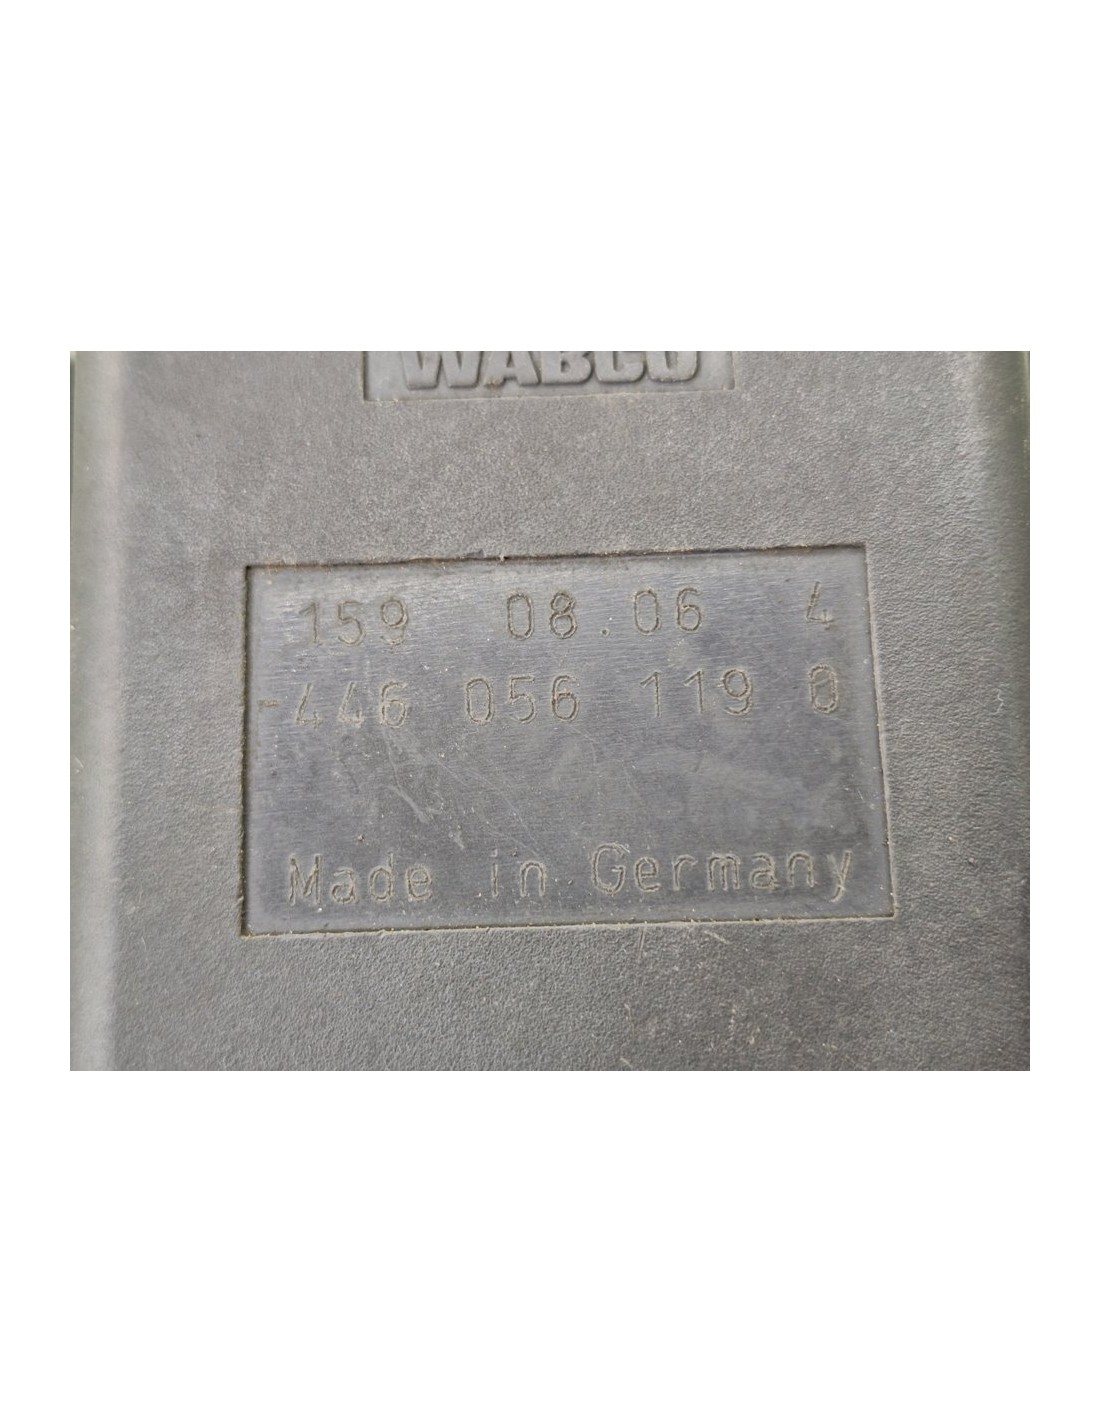 WABCO
159 08.06 4
-446 056 119 0
Made in Germany